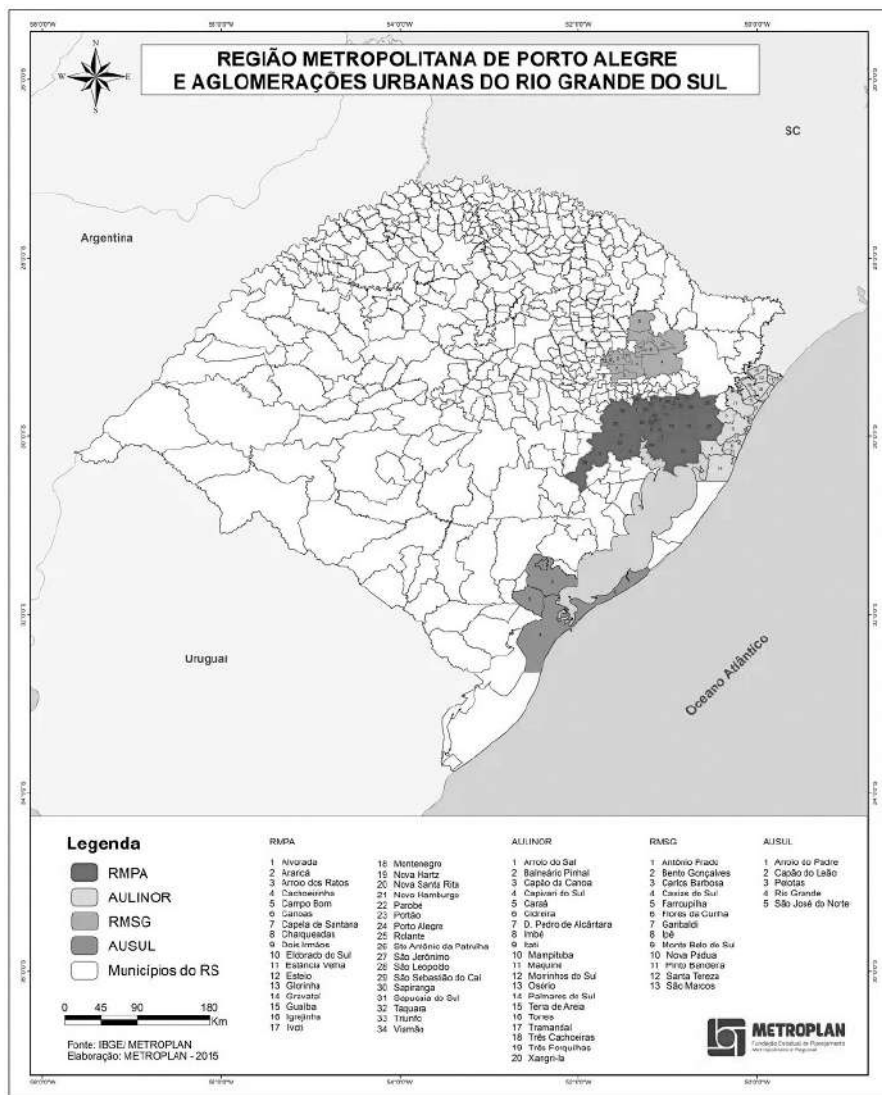 REGIÃO METROPOLITANA DE PORTO ALEGRE
E AGLOMERAÇÕES URBANAS DO RIO GRANDE DO SUL
N
W
E
S
SC
Argentina
Uruguai
Oceano Atlântico
Legenda
RMPA
AULINOR
RMSG
AUSUL
Municípios do RS
0 45 90 180
Km
Fonte: IBGE/ METROPLAN
Elaboração: METROPLAN - 2015
RMPA
1 Alvorada
2 Araricá
3 Arroio dos Ratos
4 Cachoeirinha
5 Campo Bom
6 Canoas
7 Capela de Santana
8 Charqueadas
9 Dois Irmãos
10 Eldorado do Sul
11 Estância Velha
12 Esteio
13 Glorinha
14 Gravataí
15 Guaíba
16 Igrejinha
17 Ivoti
18 Montenegro
19 Nova Hartz
20 Nova Santa Rita
21 Novo Hamburgo
22 Parobé
23 Portão
24 Porto Alegre
25 Rolante
26 Sto Antônio da Patrulha
27 São Jerônimo
28 São Leopoldo
29 São Sebastião do Caí
30 Sapiranga
31 Sapucaia do Sul
32 Taquara
33 Triunfo
34 Viamão
AULINOR
1 Arroio do Sal
2 Balneário Pinhal
3 Capão da Canoa
4 Capivari do Sul
5 Caraá
6 Cidreira
7 D. Pedro de Alcântara
8 Imbé
9 Itati
10 Mampituba
11 Maquiné
12 Morrinhos do Sul
13 Osório
14 Palmares do Sul
15 Terra de Areia
16 Torres
17 Tramandaí
18 Três Cachoeiras
19 Três Forquilhas
20 Xangri-la
RMSG
1 Antônio Prado
2 Bento Gonçalves
3 Carlos Barbosa
4 Caxias do Sul
5 Farroupilha
6 Flores da Cunha
7 Garibaldi
8 Ipê
9 Monte Belo do Sul
10 Nova Pádua
11 Pinto Bandeira
12 Santa Tereza
13 São Marcos
AUSUL
1 Arroio do Padre
2 Capão do Leão
3 Pelotas
4 Rio Grande
5 São José do Norte
METROPLAN
Fundação Estadual de Planejamento
Metropolitano e Regional